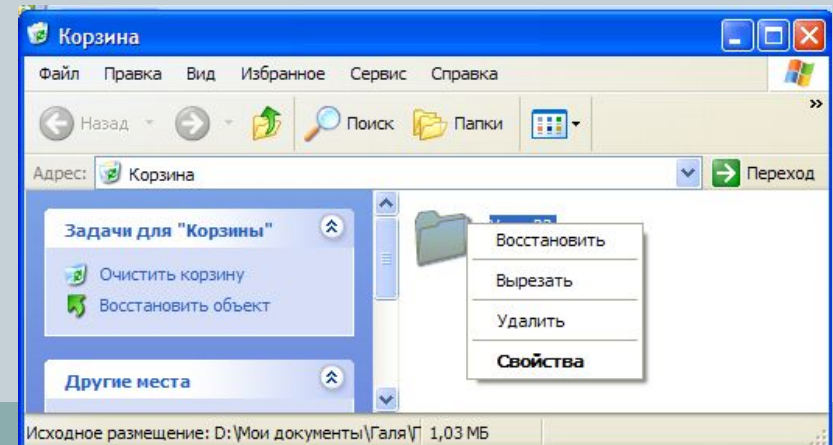 Корзина
Файл Правка Вид Избранное Сервис Справка
Назад Поиск Папки
Адрес: Корзина Переход
Задачи для "Корзины"
Очистить корзину
Восстановить объект
Другие места
Восстановить
Вырезать
Удалить
Свойства
Исходное размещение: D:\Мои документы\Галя\Г 1,03 МБ